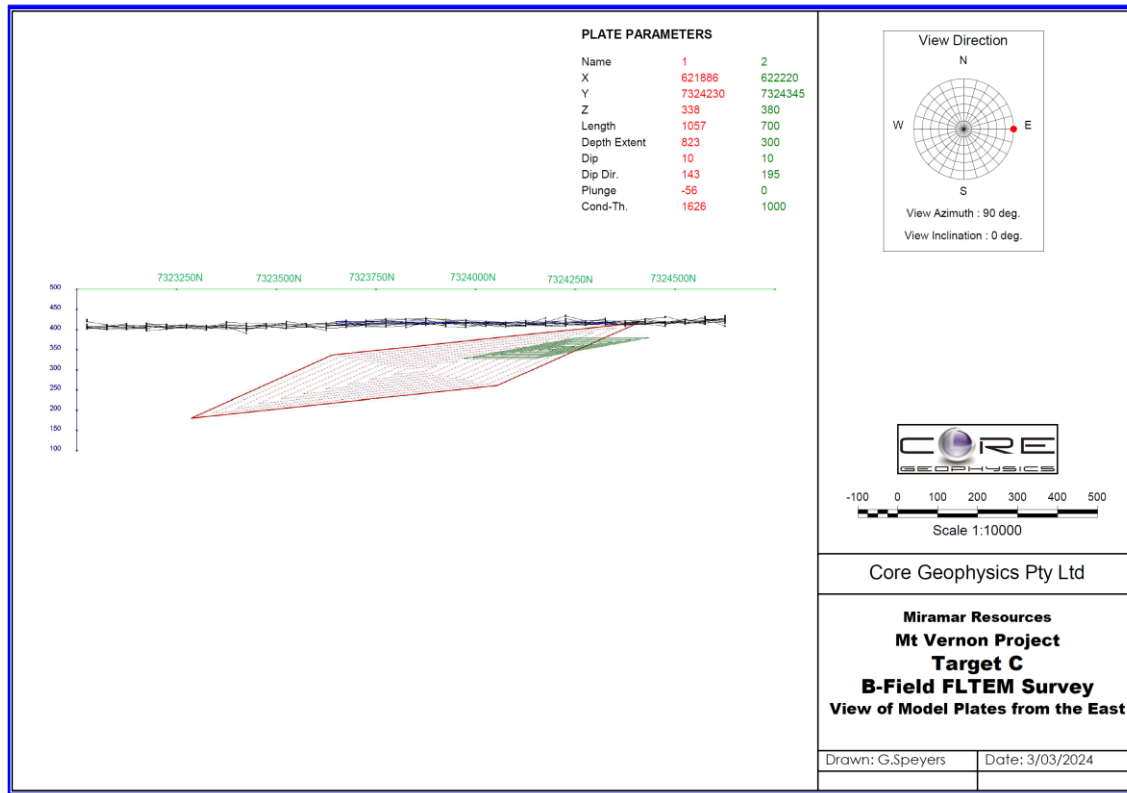 PLATE PARAMETERS
Name 1 2
X 621886 622220
Y 7324230 7324345
Z 338 380
Length 1057 700
Depth Extent 823 300
Dip 10 10
Dip Dir. 143 195
Plunge -56 0
Cond-Th. 1626 1000
View Direction
N
W E
S
View Azimuth : 90 deg.
View Inclination : 0 deg.
7323250N 7323500N 7323750N 7324000N 7324250N 7324500N
500
450
400
350
300
250
200
150
100
CORE
GEOPHYSICS
-100 0 100 200 300 400 500
Scale 1:10000
Core Geophysics Pty Ltd
Miramar Resources
Mt Vernon Project
Target C
B-Field FLTEM Survey
View of Model Plates from the East
Drawn: G.Speyers Date: 3/03/2024